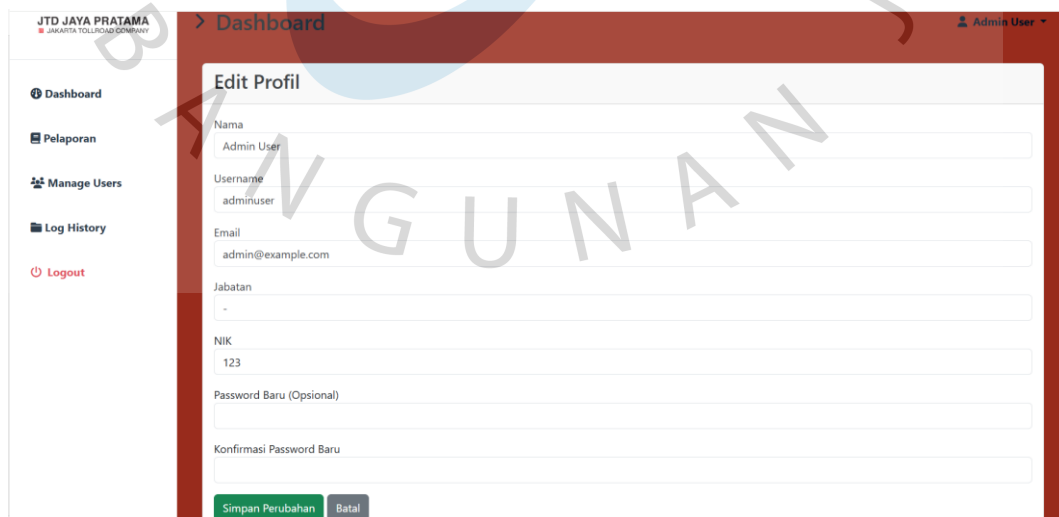 JTD JAYA PRATAMA
JAKARTA TOLLROAD COMPANY
> Dashboard
Admin User
Dashboard
Pelaporan
Manage Users
Log History
Logout
Edit Profil
Nama
Admin User
Username
adminuser
Email
admin@example.com
Jabatan
-
NIK
123
Password Baru (Opsional)
Konfirmasi Password Baru
Simpan Perubahan
Batal
BANGUNAN J